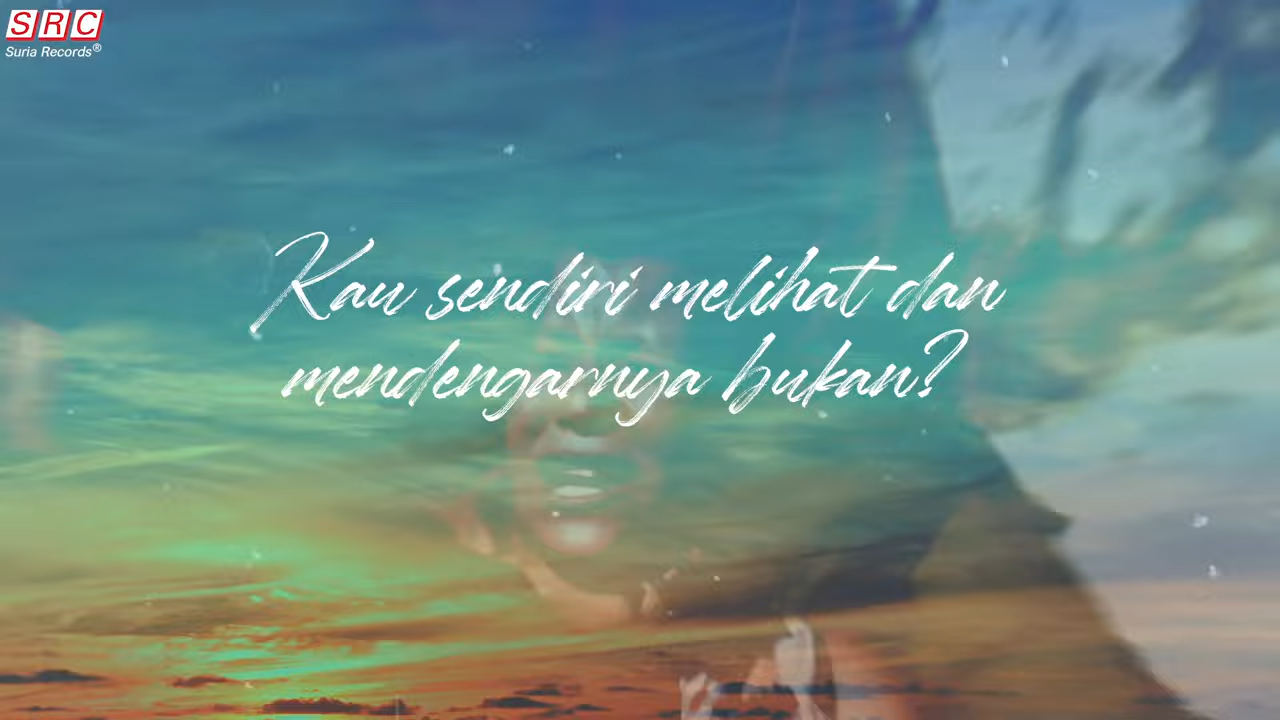 SRC
Suria Records®
Kau sendiri melihat dan
mendengarnya bukan?